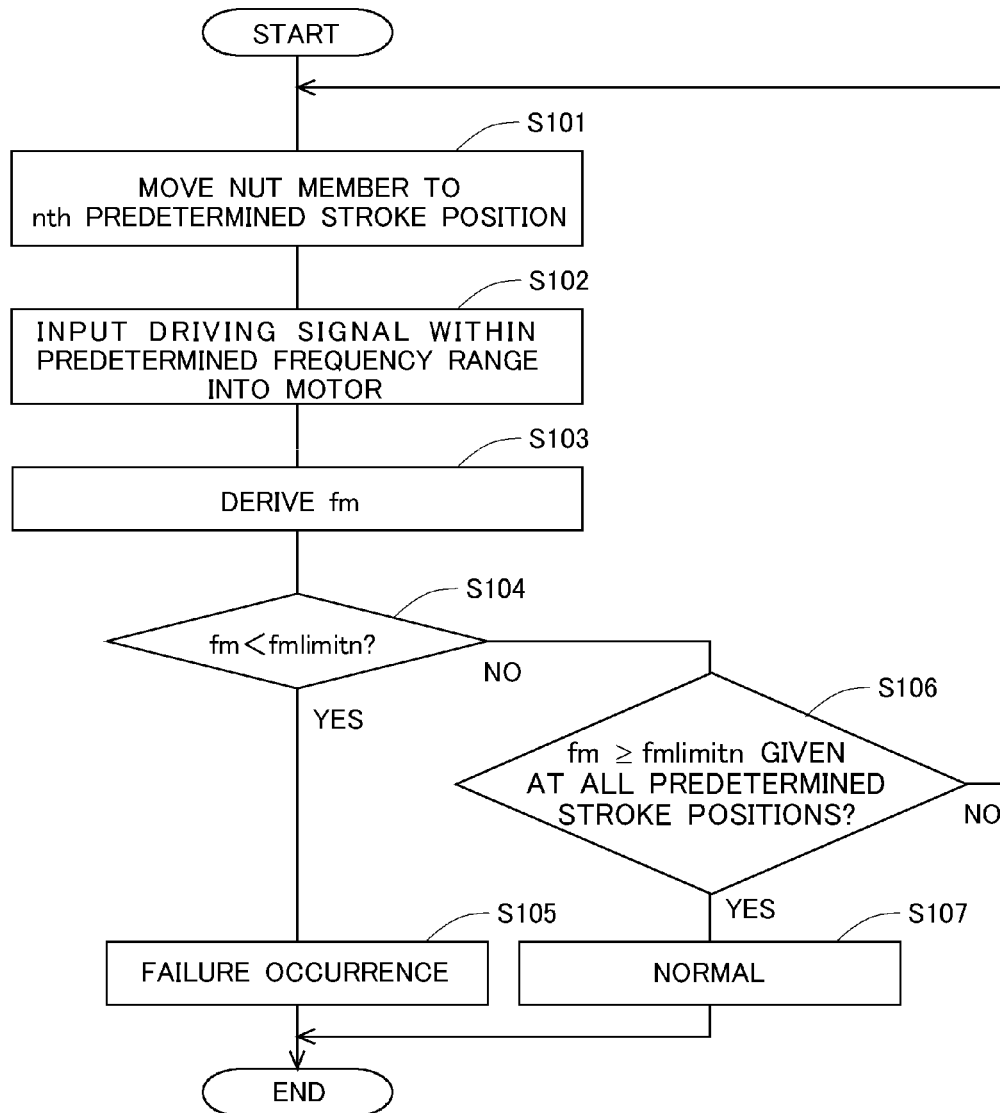 START
S101
MOVE NUT MEMBER TO
nth PREDETERMINED STROKE POSITION
S102
INPUT DRIVING SIGNAL WITHIN
PREDETERMINED FREQUENCY RANGE
INTO MOTOR
S103
DERIVE fm
S104
fm<fmlimitn?
NO
YES
S106
fm ≥ fmlimitn GIVEN
AT ALL PREDETERMINED
STROKE POSITIONS?
NO
YES
S105
FAILURE OCCURRENCE
S107
NORMAL
END